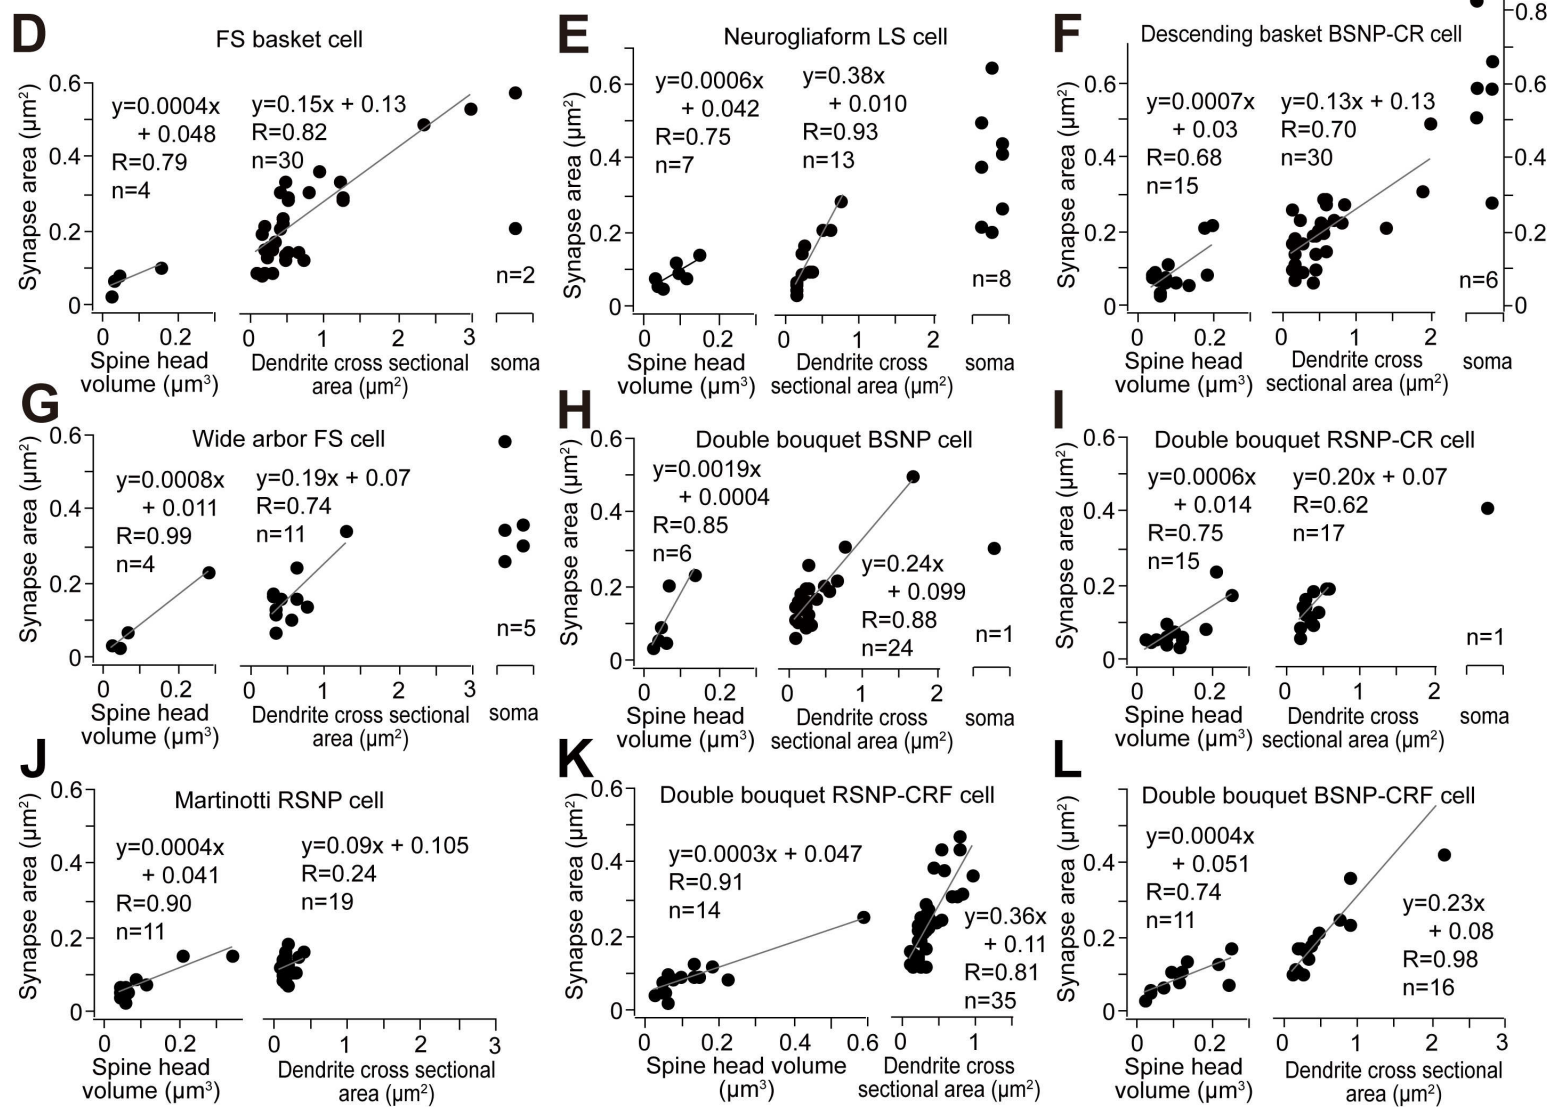 D
FS basket cell
Synapse area (μm²)
0.6
0.4
0.2
0
y=0.0004x
+ 0.048
R=0.79
n=4
y=0.15x + 0.13
R=0.82
n=30
n=2
0 0.2
0 1 2 3
Spine head
volume (μm³)
Dendrite cross sectional
area (μm²)
soma
E
Neurogliaform LS cell
Synapse area (μm²)
0.6
0.4
0.2
0
y=0.0006x
+ 0.042
R=0.75
n=7
y=0.38x
+ 0.010
R=0.93
n=13
n=8
0 0.2
0 1 2
Spine head
volume (μm³)
Dendrite cross
sectional area (μm²)
soma
F
Descending basket BSNP-CR cell
Synapse area (μm²)
0.6
0.4
0.2
0
y=0.0007x
+ 0.03
R=0.68
n=15
y=0.13x + 0.13
R=0.70
n=30
n=6
0.8
0.6
0.4
0.2
0
0 0.2
0 1 2
Spine head
volume (μm³)
Dendrite cross
sectional area (μm²)
soma
G
Wide arbor FS cell
Synapse area (μm²)
0.6
0.4
0.2
0
y=0.0008x
+ 0.011
R=0.99
n=4
y=0.19x + 0.07
R=0.74
n=11
n=5
0 0.2
0 1 2 3
Spine head
volume (μm³)
Dendrite cross sectional
area (μm²)
soma
H
Double bouquet BSNP cell
Synapse area (μm²)
0.6
0.4
0.2
0
y=0.0019x
+ 0.0004
R=0.85
n=6
y=0.24x
+ 0.099
R=0.88
n=24
n=1
0 0.2
0 1 2
Spine head
volume (μm³)
Dendrite cross
sectional area (μm²)
soma
I
Double bouquet RSNP-CR cell
Synapse area (μm²)
0.6
0.4
0.2
0
y=0.0006x
+ 0.014
R=0.75
n=15
y=0.20x + 0.07
R=0.62
n=17
n=1
0 0.2
0 1 2
Spine head
volume (μm³)
Dendrite cross
sectional area (μm²)
soma
J
Martinotti RSNP cell
Synapse area (μm²)
0.6
0.4
0.2
0
y=0.0004x
+ 0.041
R=0.90
n=11
y=0.09x + 0.105
R=0.24
n=19
0 0.2
0 1 2 3
Spine head
volume (μm³)
Dendrite cross sectional
area (μm²)
K
Double bouquet RSNP-CRF cell
Synapse area (μm²)
0.6
0.4
0.2
0
y=0.0003x + 0.047
R=0.91
n=14
y=0.36x
+ 0.11
R=0.81
n=35
0 0.2 0.4 0.6
0 1
Spine head volume
(μm³)
Dendrite cross
sectional area (μm²)
L
Double bouquet BSNP-CRF cell
Synapse area (μm²)
0.6
0.4
0.2
0
y=0.0004x
+ 0.051
R=0.74
n=11
y=0.23x
+ 0.08
R=0.98
n=16
0 0.2
0 1 2 3
Spine head
volume (μm³)
Dendrite cross sectional
area (μm²)